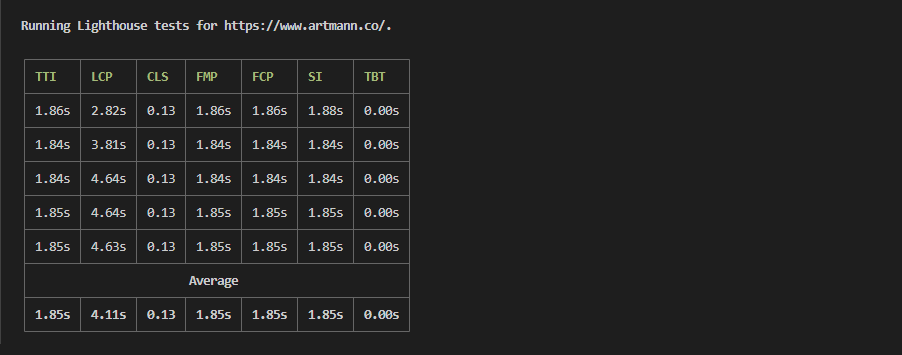 Running Lighthouse tests for https://www.artmann.co/.
TTI LCP CLS FMP FCP SI TBT
1.86s 2.82s 0.13 1.86s 1.86s 1.88s 0.00s
1.84s 3.81s 0.13 1.84s 1.84s 1.84s 0.00s
1.84s 4.64s 0.13 1.84s 1.84s 1.84s 0.00s
1.85s 4.64s 0.13 1.85s 1.85s 1.85s 0.00s
1.85s 4.63s 0.13 1.85s 1.85s 1.85s 0.00s
Average
1.85s 4.11s 0.13 1.85s 1.85s 1.85s 0.00s